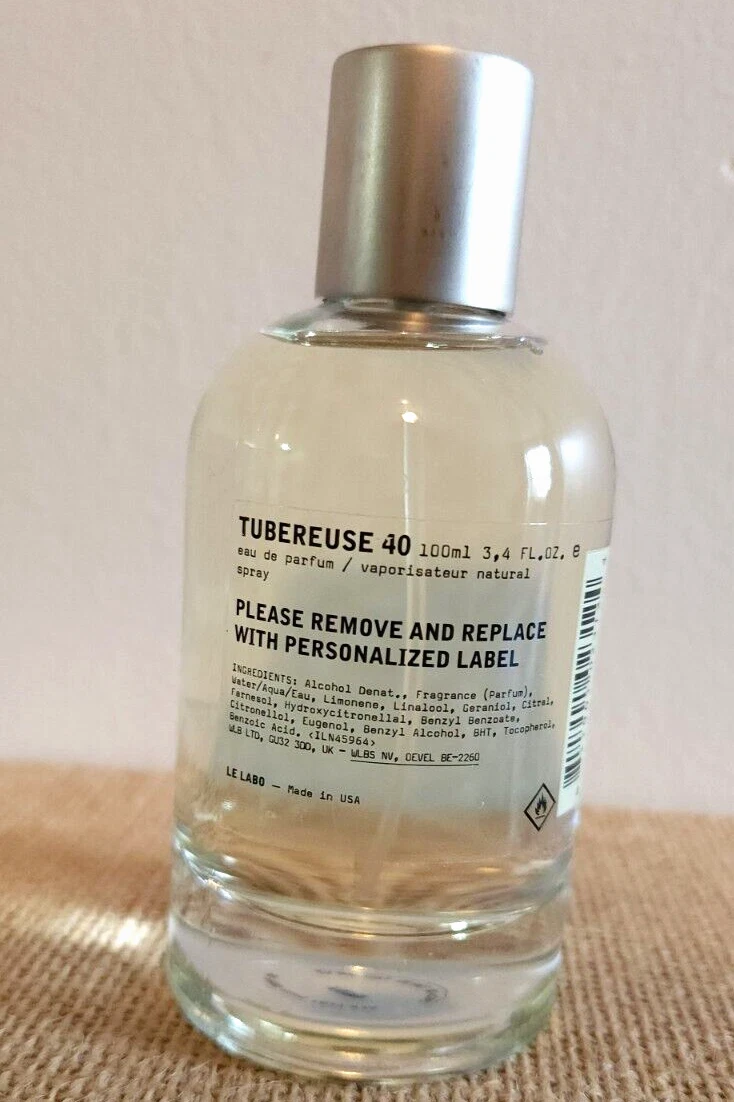 TUBEREUSE 40 100ml 3,4 FL.OZ. e
eau de parfum / vaporisateur natural
spray
PLEASE REMOVE AND REPLACE
WITH PERSONALIZED LABEL
INGREDIENTS: Alcohol Denat., Fragrance (Parfum),
Water/Aqua/Eau, Limonene, Linalool, Geraniol, Citral,
Farnesol, Hydroxycitronellal, Benzyl Benzoate,
Citronellol, Eugenol, Benzyl Alcohol, BHT, Tocopherol,
Benzoic Acid. <ILN45964>
WLB LTD, GU32 3QQ, UK – WLBS NV, OEVEL BE-2260
LE LABO — Made in USA